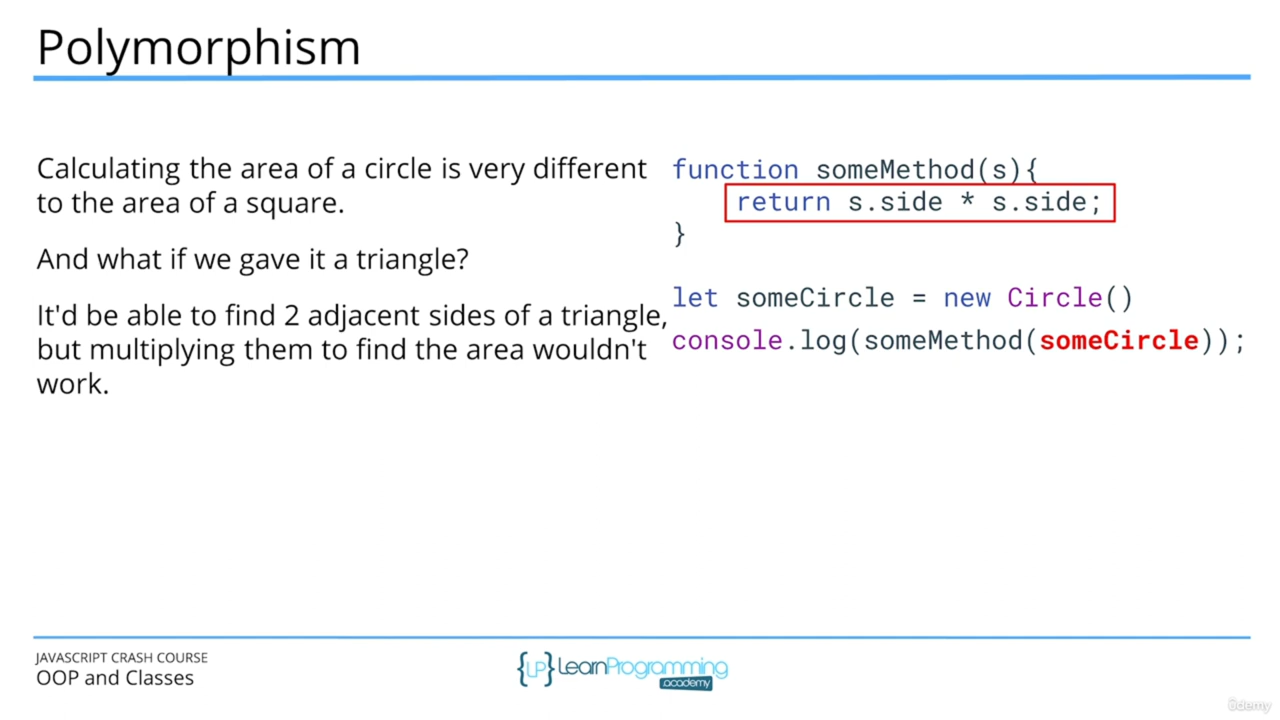 Polymorphism
Calculating the area of a circle is very different
to the area of a square.
And what if we gave it a triangle?
It'd be able to find 2 adjacent sides of a triangle,
but multiplying them to find the area wouldn't
work.
function someMethod(s){
return s.side * s.side;
}
let someCircle = new Circle()
console.log(someMethod(someCircle));
JAVASCRIPT CRASH COURSE
OOP and Classes
{LP} LearnProgramming
academy
ûdemy